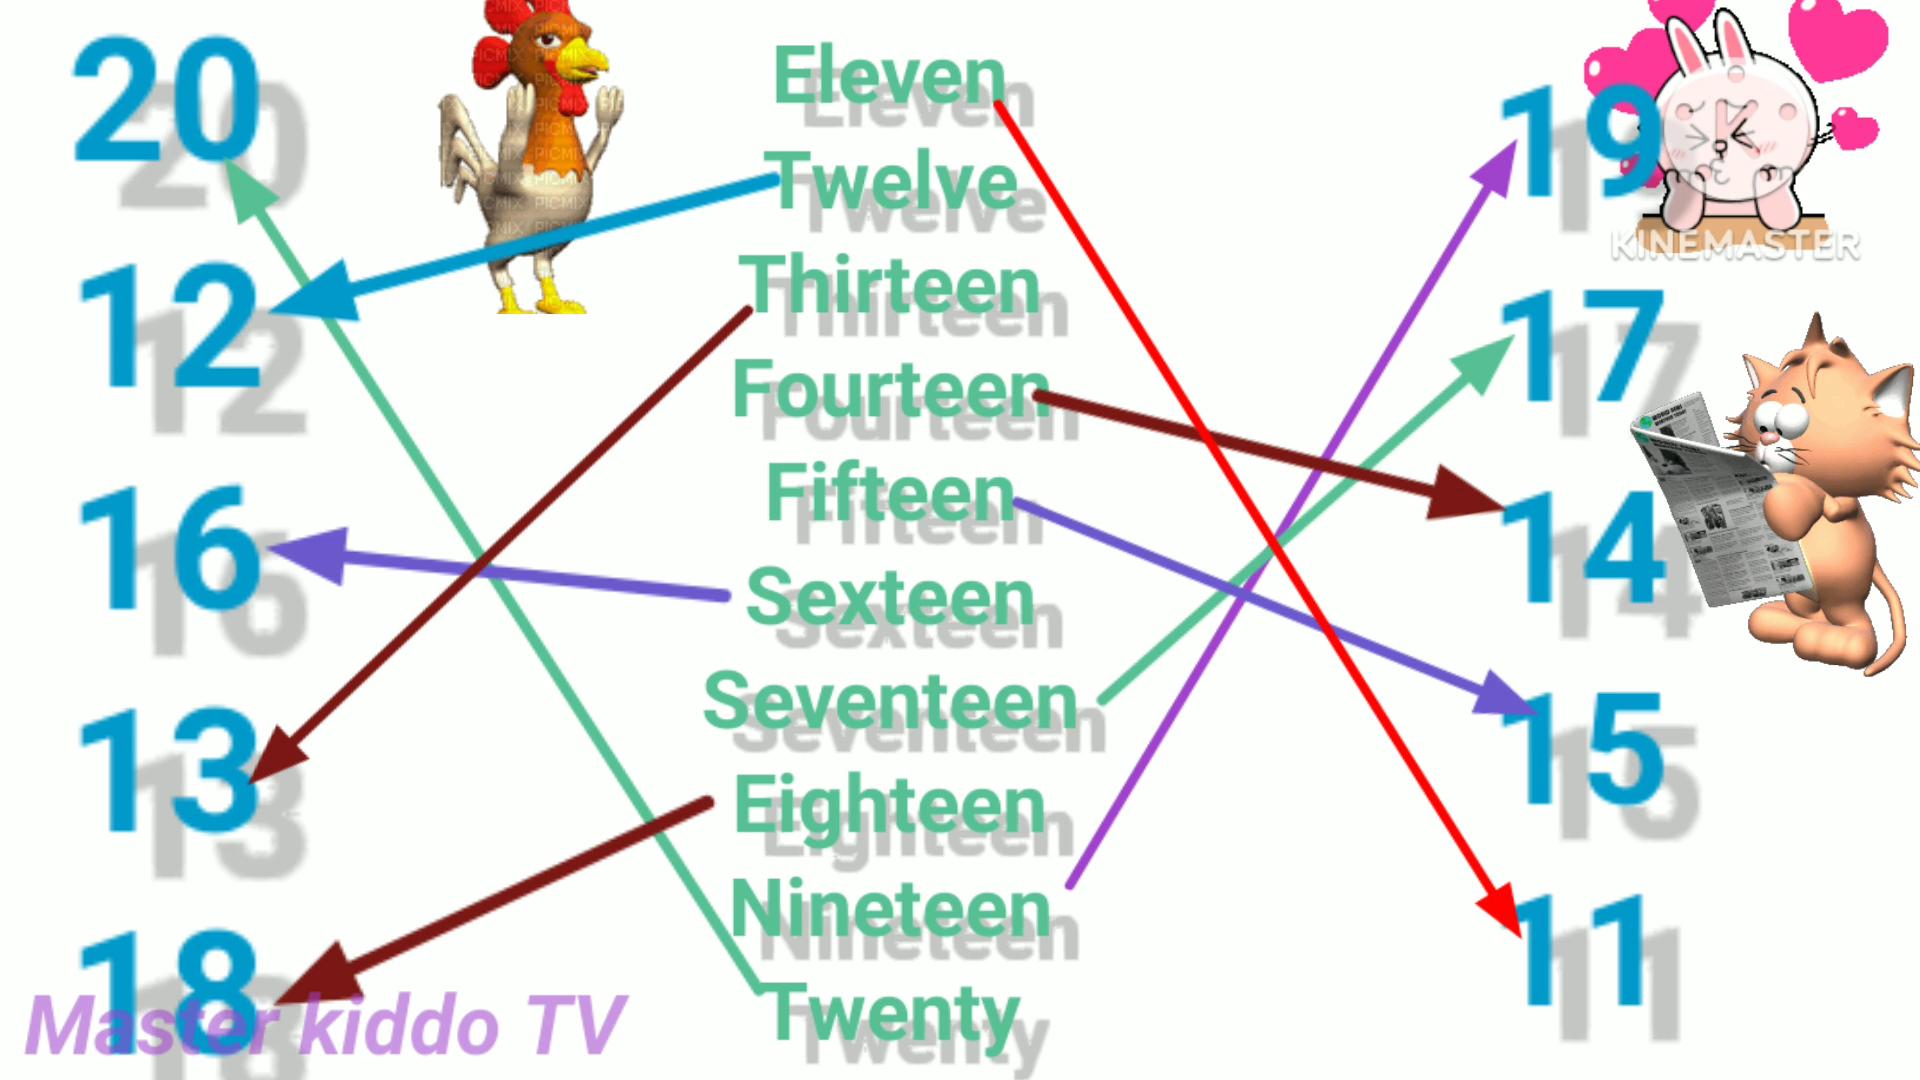 20
12
16
13
18
Eleven
Twelve
Thirteen
Fourteen
Fifteen
Sexteen
Seventeen
Eighteen
Nineteen
Twenty
19
17
14
15
11
KINEMASTER
Master kiddo TV